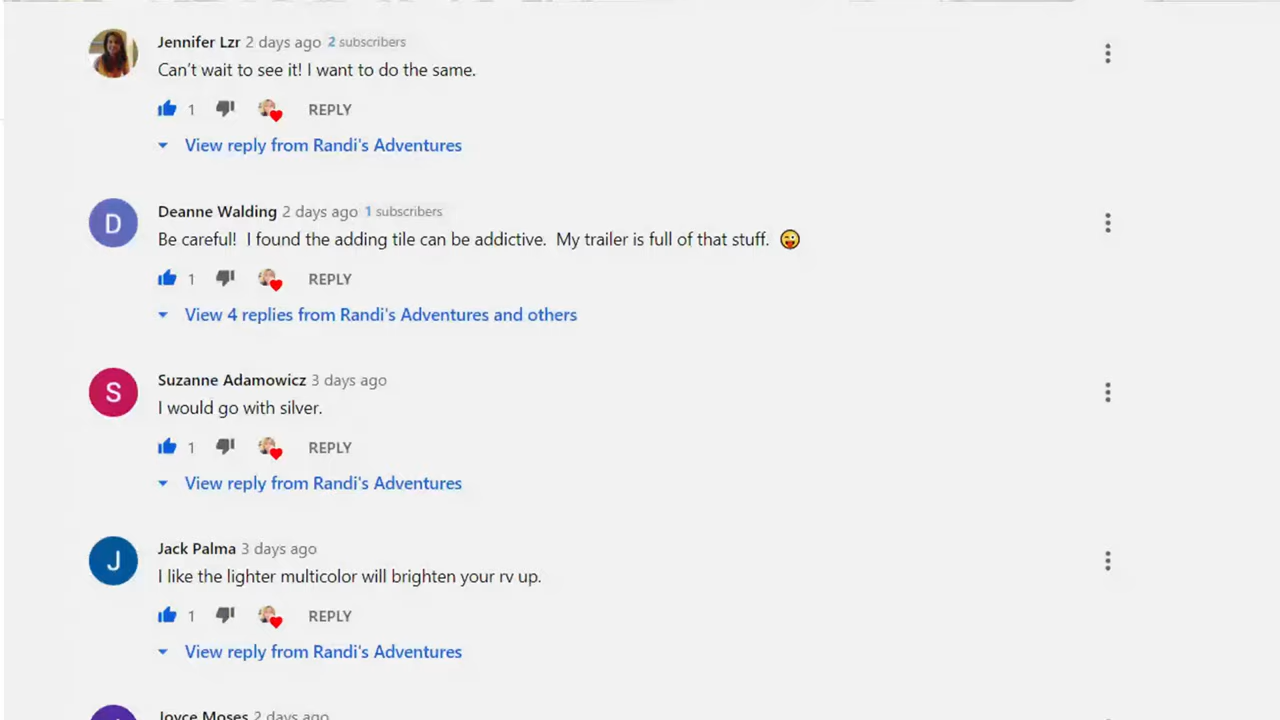 Jennifer Lzr 2 days ago 2 subscribers
Can't wait to see it! I want to do the same.
1 REPLY
View reply from Randi's Adventures
D
Deanne Walding 2 days ago 1 subscribers
Be careful!  I found the adding tile can be addictive.  My trailer is full of that stuff. 😜
1 REPLY
View 4 replies from Randi's Adventures and others
S
Suzanne Adamowicz 3 days ago
I would go with silver.
1 REPLY
View reply from Randi's Adventures
J
Jack Palma 3 days ago
I like the lighter multicolor will brighten your rv up.
1 REPLY
View reply from Randi's Adventures
Joyce Moses 2 days ago